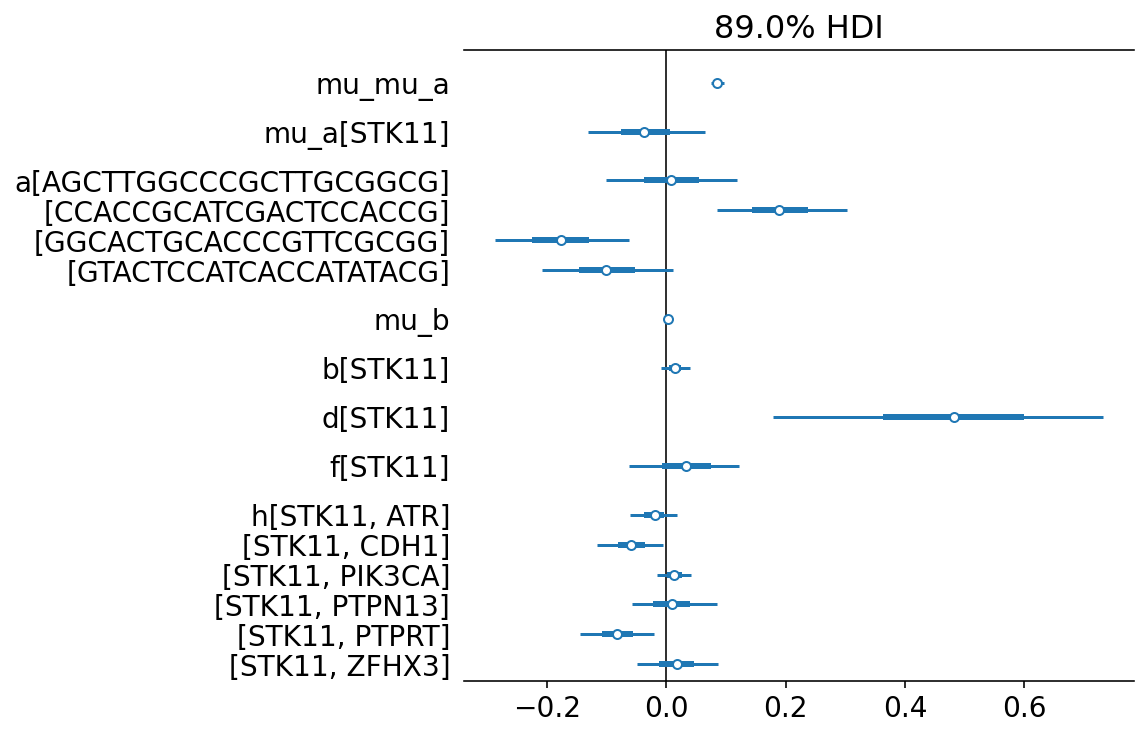 89.0% HDI
mu_mu_a
mu_a[STK11]
a[AGCTTGGCCCGCTTGCGGCG]
[CCACCGCATCGACTCCACCG]
[GGCACTGCACCCGTTCGCGG]
[GTACTCCATCACCATATACG]
mu_b
b[STK11]
d[STK11]
f[STK11]
h[STK11, ATR]
[STK11, CDH1]
[STK11, PIK3CA]
[STK11, PTPN13]
[STK11, PTPRT]
[STK11, ZFHX3]
−0.2 0.0 0.2 0.4 0.6